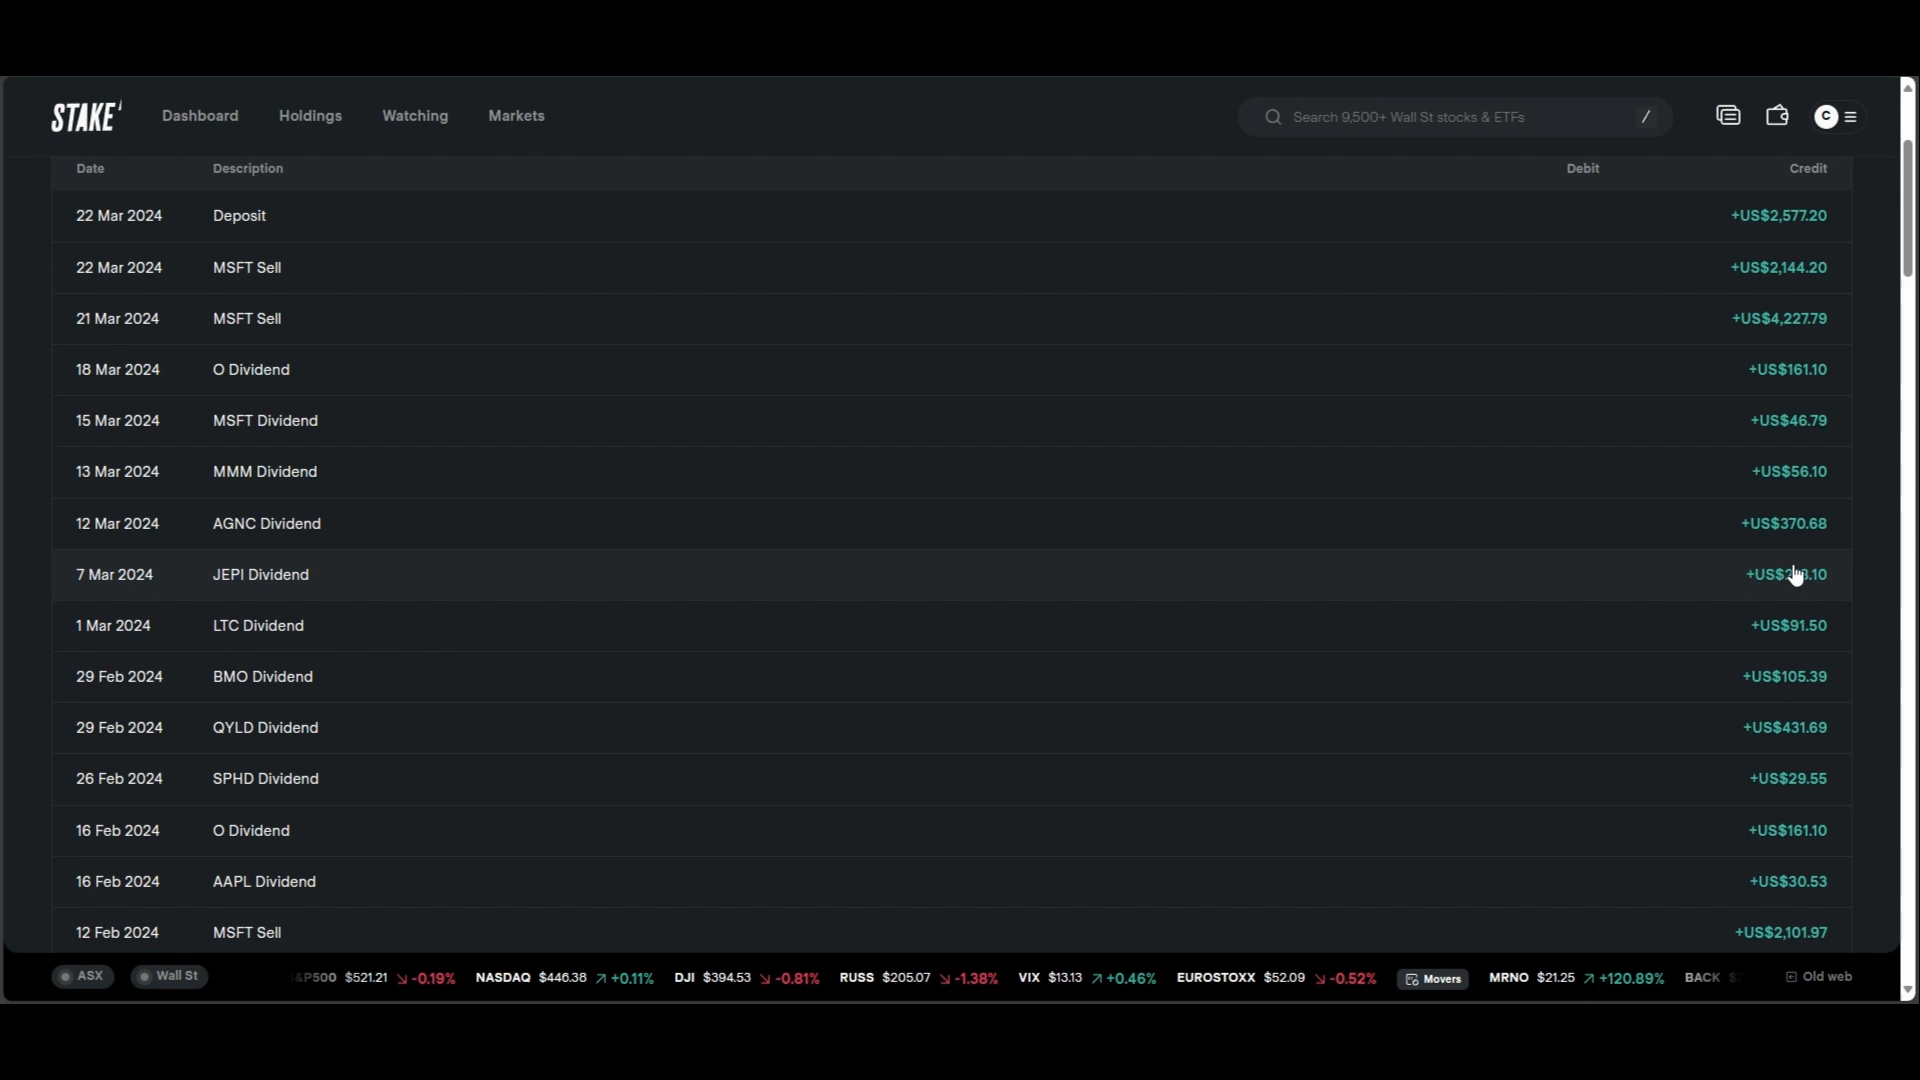 STAKE
Dashboard Holdings Watching Markets Search 9,500+ Wall St stocks & ETFs / C
Date Description Debit Credit
22 Mar 2024 Deposit +US$2,577.20
22 Mar 2024 MSFT Sell +US$2,144.20
21 Mar 2024 MSFT Sell +US$4,227.79
18 Mar 2024 O Dividend +US$161.10
15 Mar 2024 MSFT Dividend +US$46.79
13 Mar 2024 MMM Dividend +US$56.10
12 Mar 2024 AGNC Dividend +US$370.68
7 Mar 2024 JEPI Dividend
1 Mar 2024 LTC Dividend +US$91.50
29 Feb 2024 BMO Dividend +US$105.39
29 Feb 2024 QYLD Dividend +US$431.69
26 Feb 2024 SPHD Dividend +US$29.55
16 Feb 2024 O Dividend +US$161.10
16 Feb 2024 AAPL Dividend +US$30.53
12 Feb 2024 MSFT Sell +US$2,101.97
ASX Wall St &P500 $521.21 -0.19% NASDAQ $446.38 +0.11% DJI $394.53 -0.81% RUSS $205.07 -1.38% VIX $13.13 +0.46% EUROSTOXX $52.09 -0.52% Movers MRNO $21.25 +120.89% BACK Old web